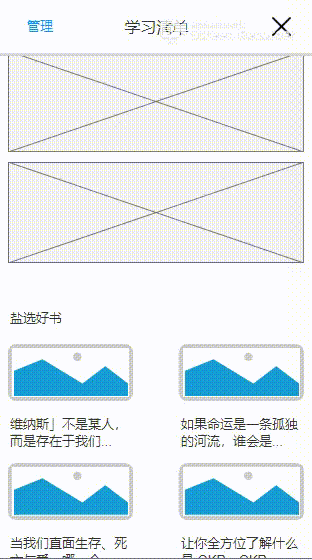 管理
学习清单
盐选好书
维纳斯」不是某人，
而是存在于我们...
如果命运是一条孤独
的河流，谁会是...
当我们直面生存、死
让你全方位了解什么